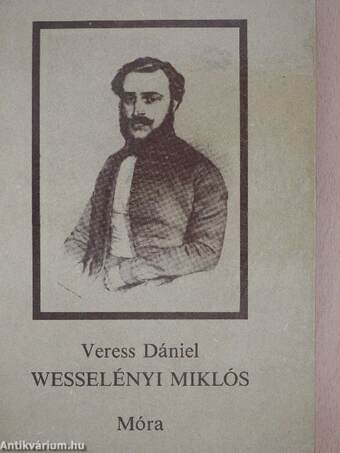 Veress Dániel
WESSELÉNYI MIKLÓS
Móra
Antikvárium.hu